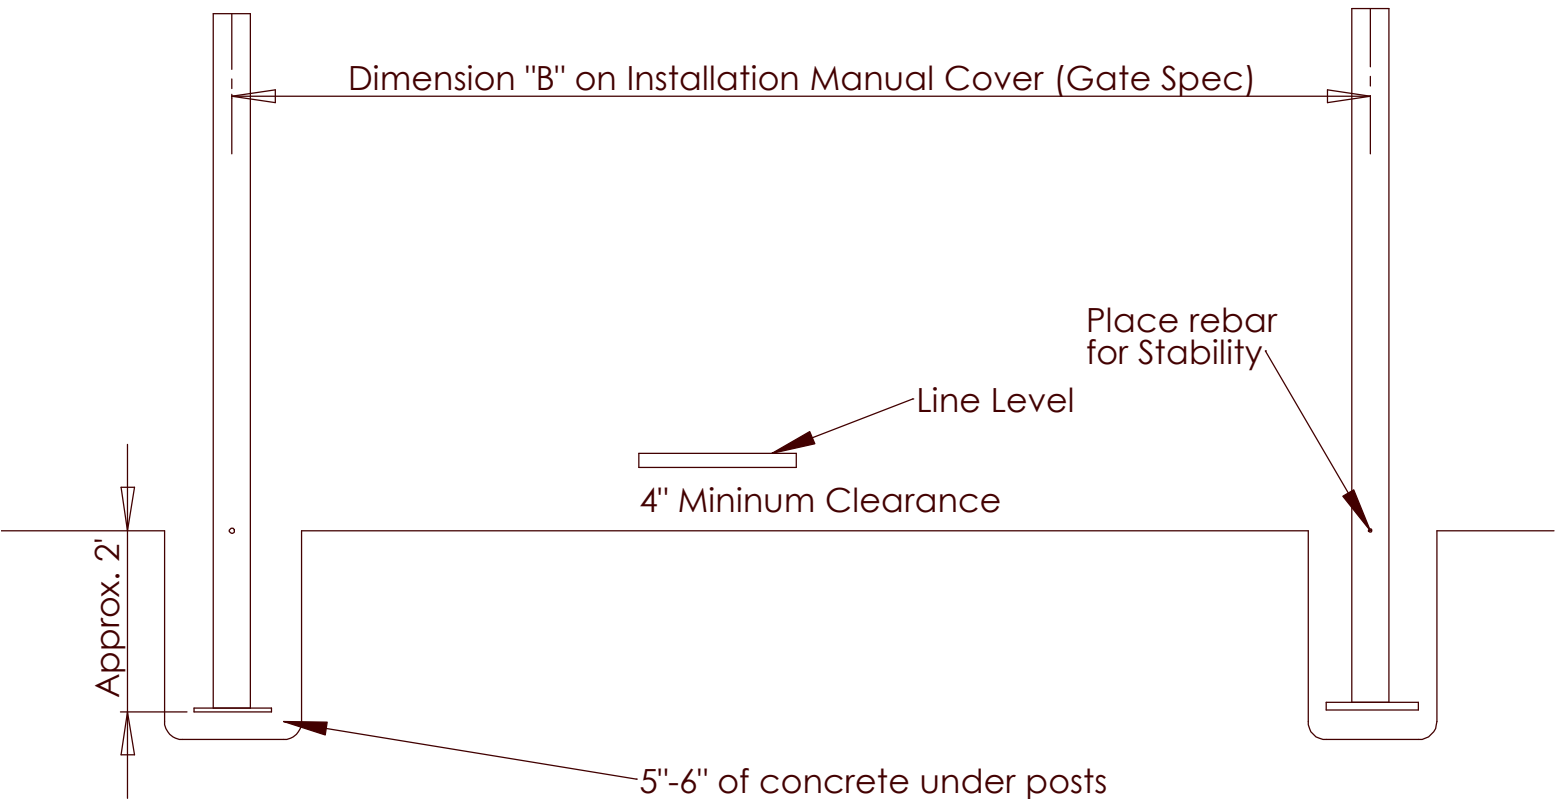 Dimension "B" on Installation Manual Cover (Gate Spec)
Place rebar
for Stability
Line Level
4" Mininum Clearance
Approx. 2'
5"-6" of concrete under posts